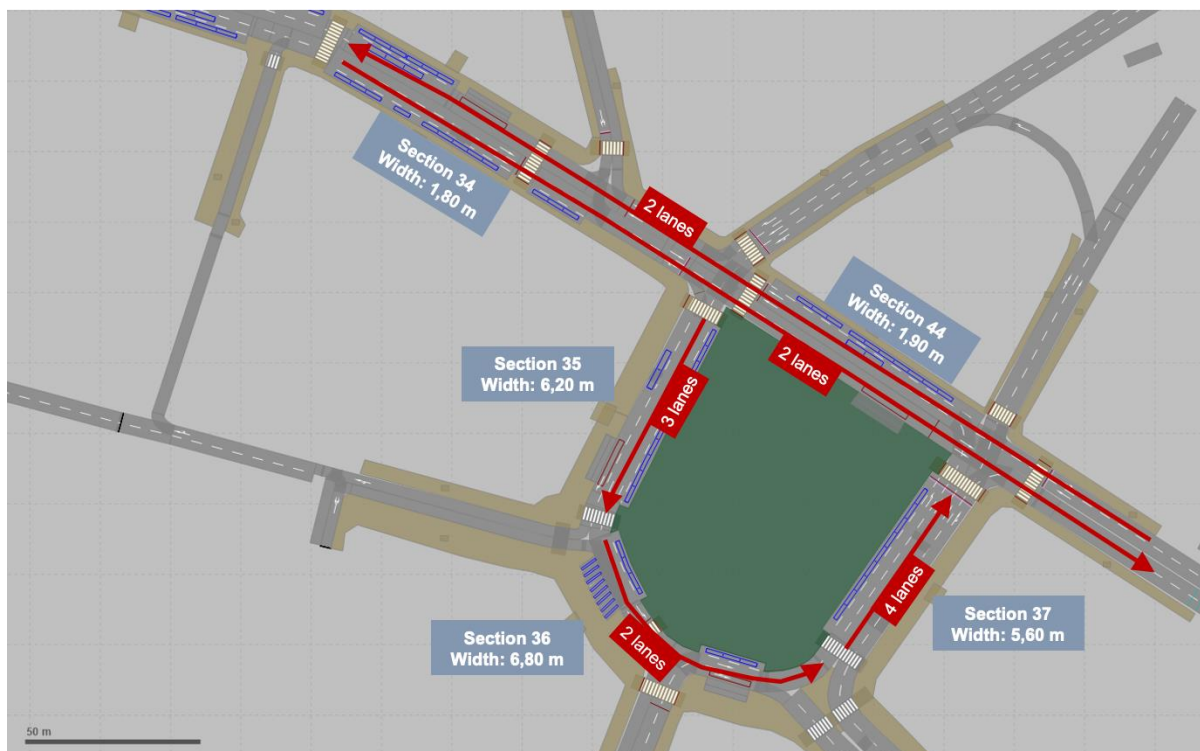 Section 34
Width: 1,80 m
2 lanes
Section 44
Width: 1,90 m
2 lanes
Section 35
Width: 6,20 m
3 lanes
4 lanes
Section 37
Width: 5,60 m
Section 36
Width: 6,80 m
2 lanes
50 m